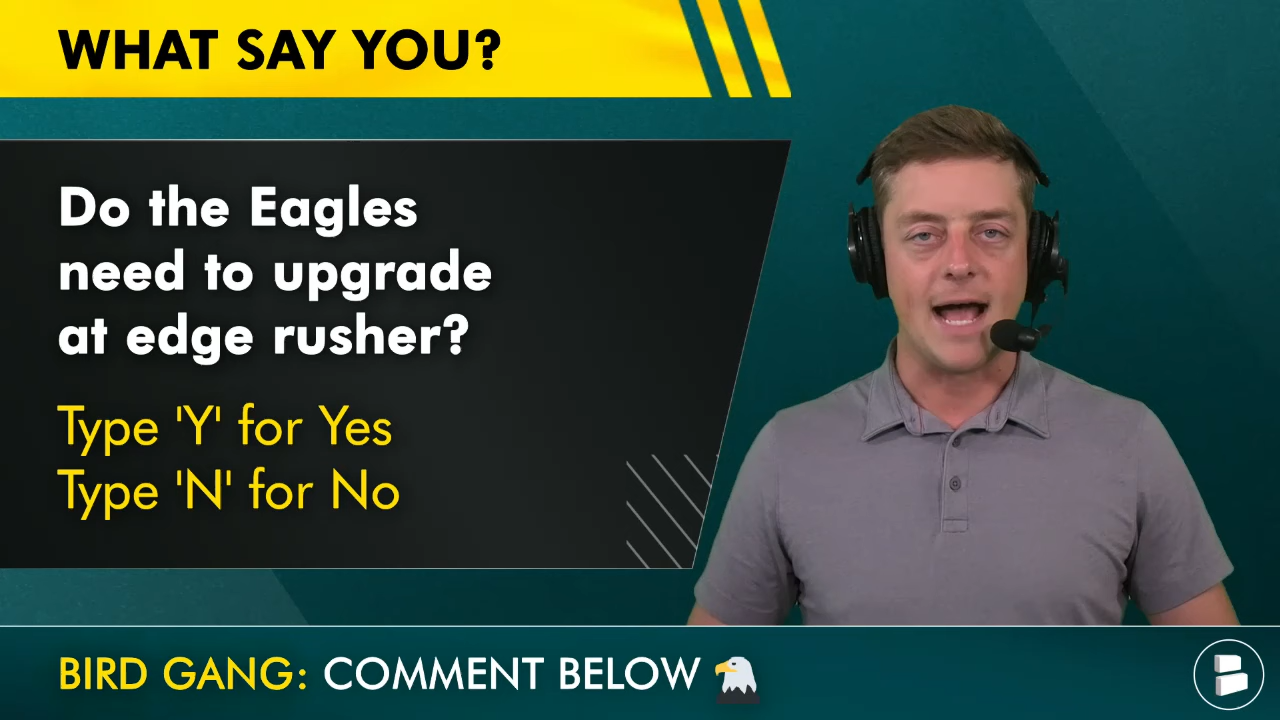 WHAT SAY YOU?
Do the Eagles
need to upgrade
at edge rusher?
Type 'Y' for Yes
Type 'N' for No
BIRD GANG: COMMENT BELOW 🦅